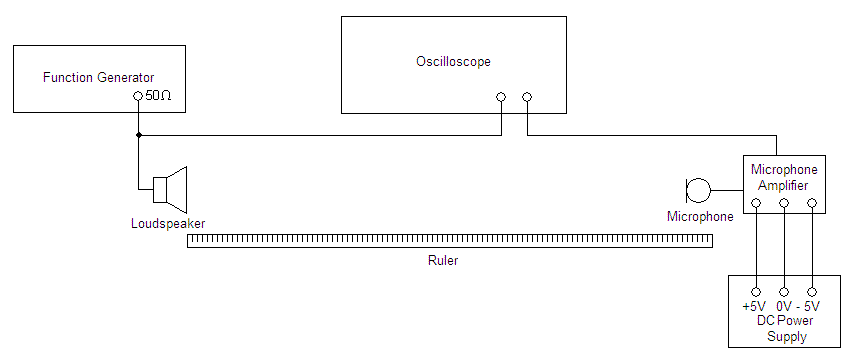 Oscilloscope
Function Generator
50Ω
Microphone
Amplifier
Loudspeaker
Microphone
Ruler
+5V 0V - 5V
DC Power
Supply